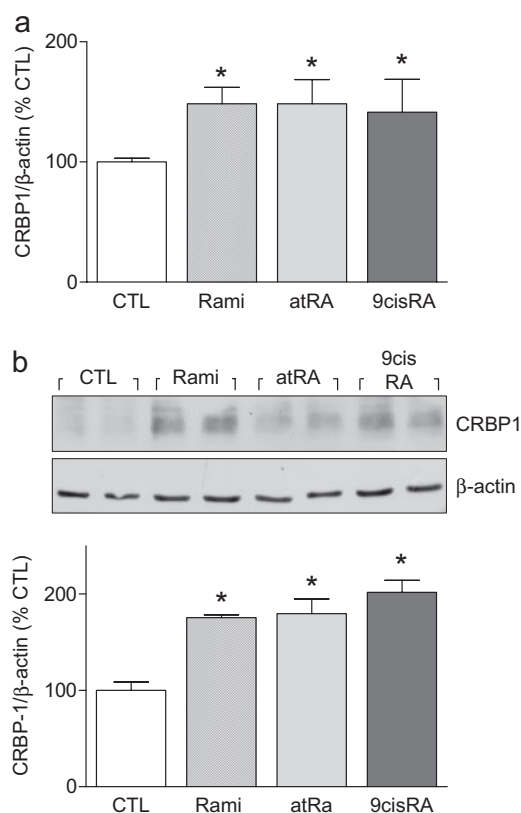 a
CRBP1/β-actin (% CTL)
200
100
0
*
*
*
CTL Rami atRA 9cisRA
b
CTL Rami atRA 9cis
RA
CRBP1
β-actin
CRBP-1/β-actin (% CTL)
200
100
0
*
*
*
CTL Rami atRa 9cisRA